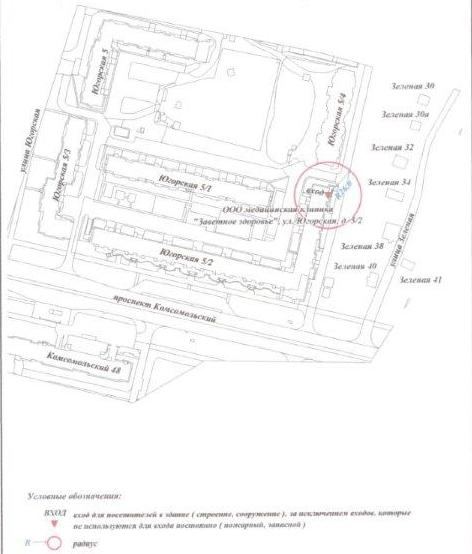 Югорская 5
Югорская 5/4
Зеленая 30
Зеленая 30а
Зеленая 32
Зеленая 34
улица Югорская
Югорская 5/3
Югорская 5/1
вход
ООО медицинская клиника
"Заветное здоровье", ул. Югорская, д. 5/2
Зеленая 38
улица Зеленая
Югорская 5/2
Зеленая 40
Зеленая 41
проспект Комсомольский
Комсомольский 48
Условные обозначения:
ВХОД вход для посетителей в здание ( строение, сооружение ), за исключением входов, которые
не используются для входа постоянно ( пожарный, запасной )
R радиус